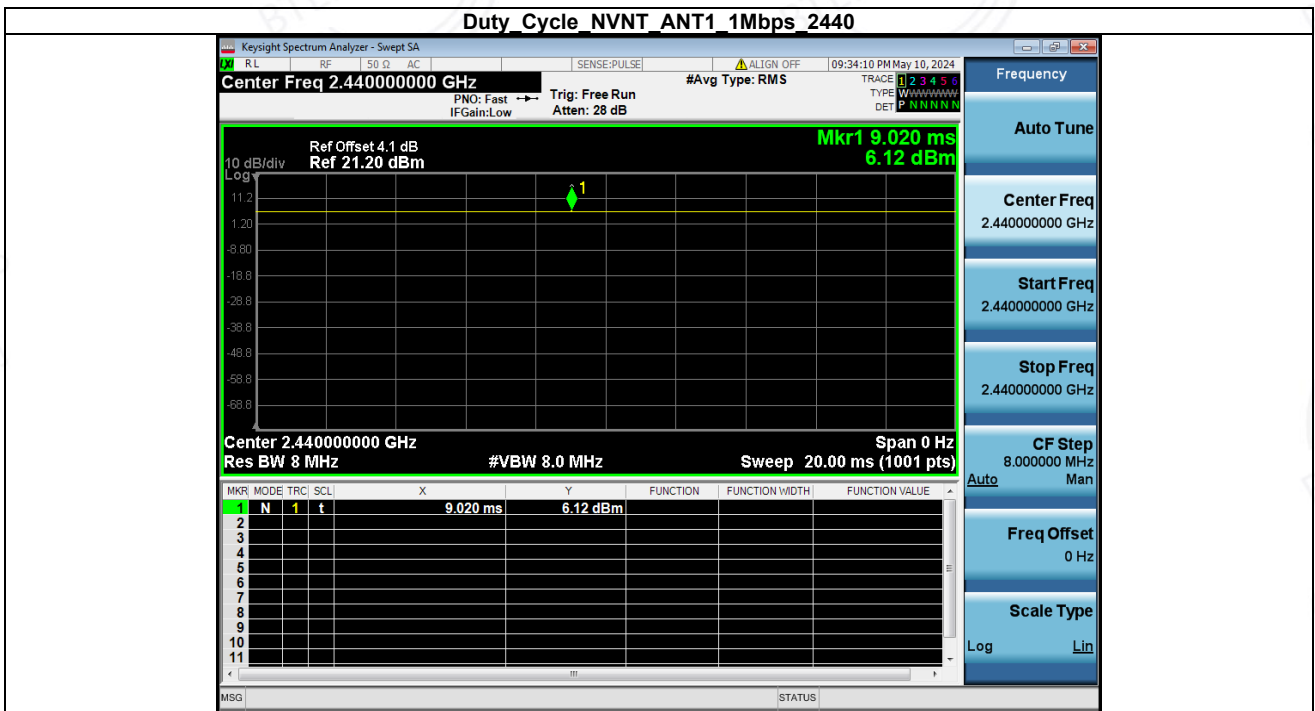 Duty_Cycle_NVNT_ANT1_1Mbps_2440
Keysight Spectrum Analyzer - Swept SA
LXI RL RF 50 Ω AC SENSE:PULSE ALIGN OFF 09:34:10 PM May 10, 2024
Center Freq 2.440000000 GHz
#Avg Type: RMS
TRACE 1 2 3 4 5 6
TYPE WWWWWW
DET P N N N N N
PNO: Fast
IFGain:Low
Trig: Free Run
Atten: 28 dB
Mkr1 9.020 ms
6.12 dBm
Ref Offset 4.1 dB
10 dB/div Ref 21.20 dBm
Log
11.2
1.20
-8.80
-18.8
-28.8
-38.8
-48.8
-58.8
-68.8
1
Center 2.440000000 GHz Span 0 Hz
Res BW 8 MHz #VBW 8.0 MHz Sweep 20.00 ms (1001 pts)
MKR MODE TRC SCL X Y FUNCTION FUNCTION WIDTH FUNCTION VALUE
1 N 1 t 9.020 ms 6.12 dBm
2
3
4
5
6
7
8
9
10
11
MSG STATUS
Frequency
Auto Tune
Center Freq
2.440000000 GHz
Start Freq
2.440000000 GHz
Stop Freq
2.440000000 GHz
CF Step
8.000000 MHz
Auto Man
Freq Offset
0 Hz
Scale Type
Log Lin